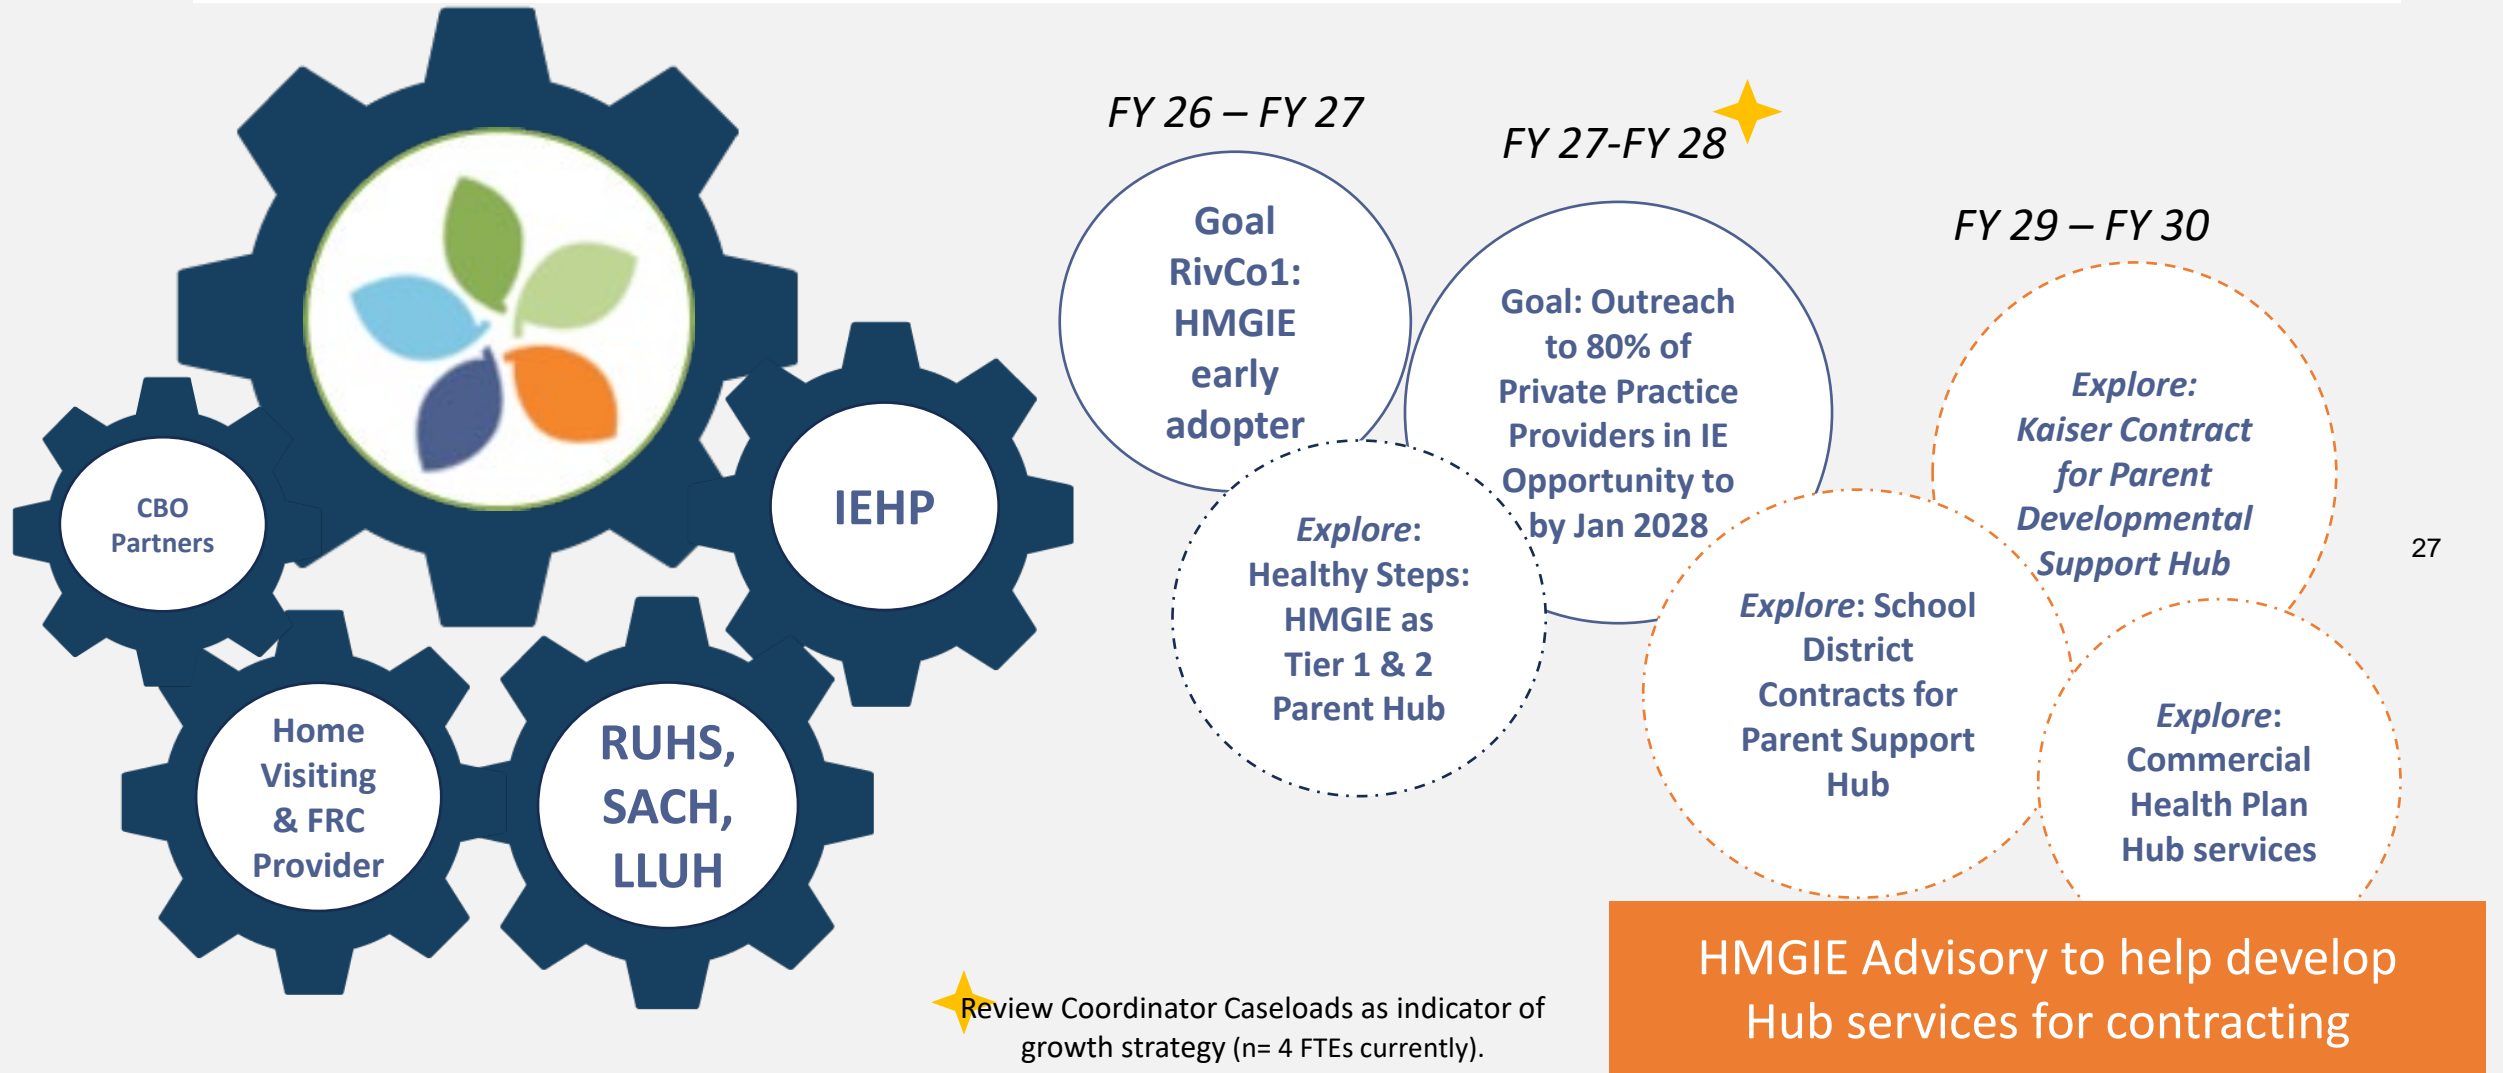 CBO
Partners
IEHP
Home
Visiting
& FRC
Provider
RUHS,
SACH,
LLUH
FY 26 – FY 27
Goal
RivCo1:
HMGIE
early
adopter
Explore:
Healthy Steps:
HMGIE as
Tier 1 & 2
Parent Hub
FY 27-FY 28
Goal: Outreach
to 80% of
Private Practice
Providers in IE
Opportunity to
by Jan 2028
FY 29 – FY 30
Explore:
Kaiser Contract
for Parent
Developmental
Support Hub
Explore: School
District
Contracts for
Parent Support
Hub
Explore:
Commercial
Health Plan
Hub services
27
Review Coordinator Caseloads as indicator of
growth strategy (n= 4 FTEs currently).
HMGIE Advisory to help develop
Hub services for contracting